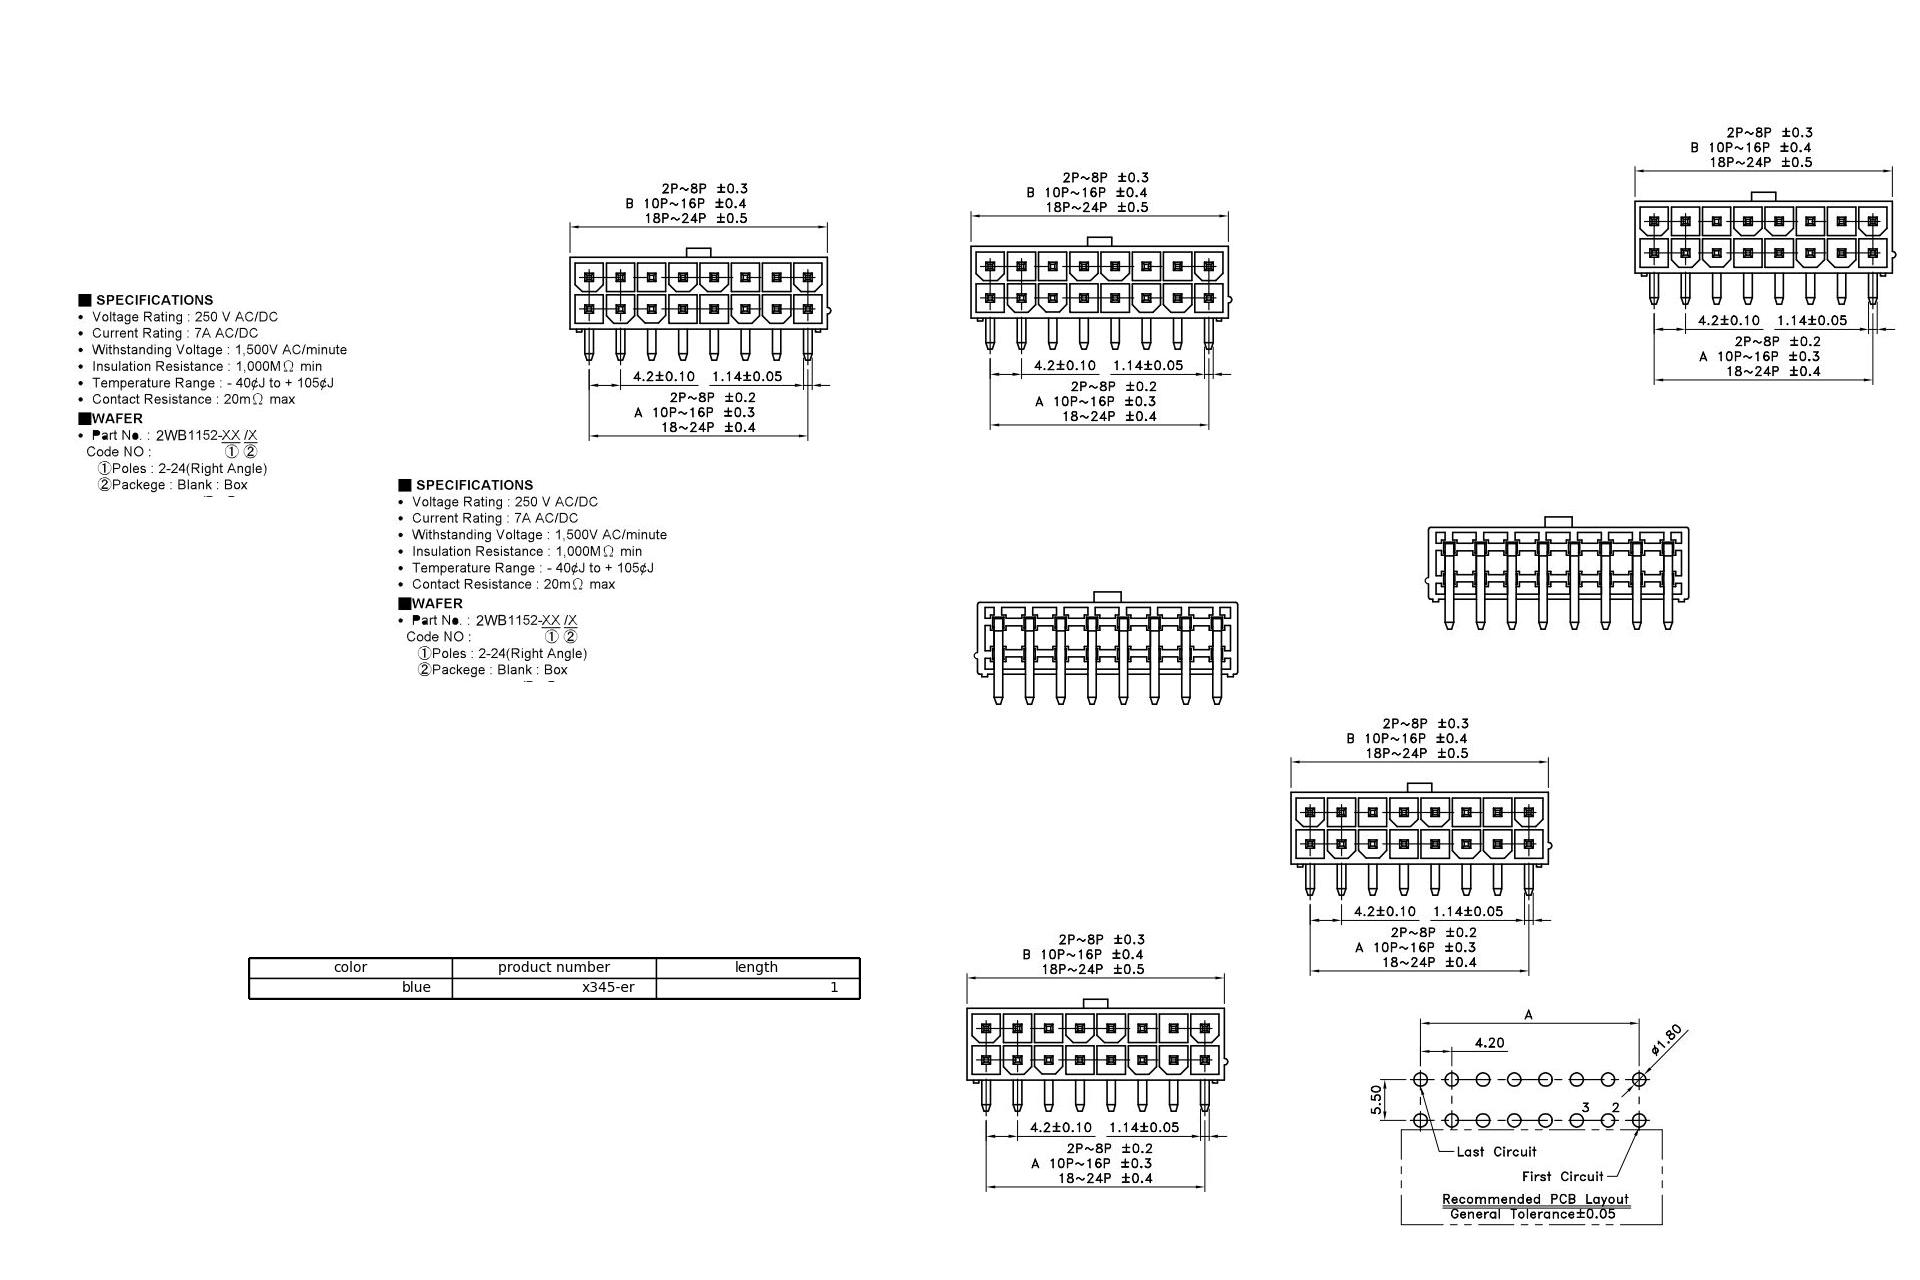 ■ SPECIFICATIONS
• Voltage Rating : 250 V AC/DC
• Current Rating : 7A AC/DC
• Withstanding Voltage : 1,500V AC/minute
• Insulation Resistance : 1,000MΩ min
• Temperature Range : - 40¢J to + 105¢J
• Contact Resistance : 20mΩ max
■WAFER
• Part No. : 2WB1152-XX /X
Code NO : ① ②
①Poles : 2-24(Right Angle)
②Packege : Blank : Box
■ SPECIFICATIONS
• Voltage Rating : 250 V AC/DC
• Current Rating : 7A AC/DC
• Withstanding Voltage : 1,500V AC/minute
• Insulation Resistance : 1,000MΩ min
• Temperature Range : - 40¢J to + 105¢J
• Contact Resistance : 20mΩ max
■WAFER
• Part No. : 2WB1152-XX /X
Code NO : ① ②
①Poles : 2-24(Right Angle)
②Packege : Blank : Box
2P~8P ±0.3
B 10P~16P ±0.4
18P~24P ±0.5
4.2±0.10 1.14±0.05
2P~8P ±0.2
A 10P~16P ±0.3
18~24P ±0.4
2P~8P ±0.3
B 10P~16P ±0.4
18P~24P ±0.5
4.2±0.10 1.14±0.05
2P~8P ±0.2
A 10P~16P ±0.3
18~24P ±0.4
2P~8P ±0.3
B 10P~16P ±0.4
18P~24P ±0.5
4.2±0.10 1.14±0.05
2P~8P ±0.2
A 10P~16P ±0.3
18~24P ±0.4
2P~8P ±0.3
B 10P~16P ±0.4
18P~24P ±0.5
4.2±0.10 1.14±0.05
2P~8P ±0.2
A 10P~16P ±0.3
18~24P ±0.4
color product number length
blue x345-er 1
2P~8P ±0.3
B 10P~16P ±0.4
18P~24P ±0.5
4.2±0.10 1.14±0.05
2P~8P ±0.2
A 10P~16P ±0.3
18~24P ±0.4
A
4.20
ø1.80
5.50
3 2
Last Circuit
First Circuit
Recommended PCB Layout
General Tolerance±0.05